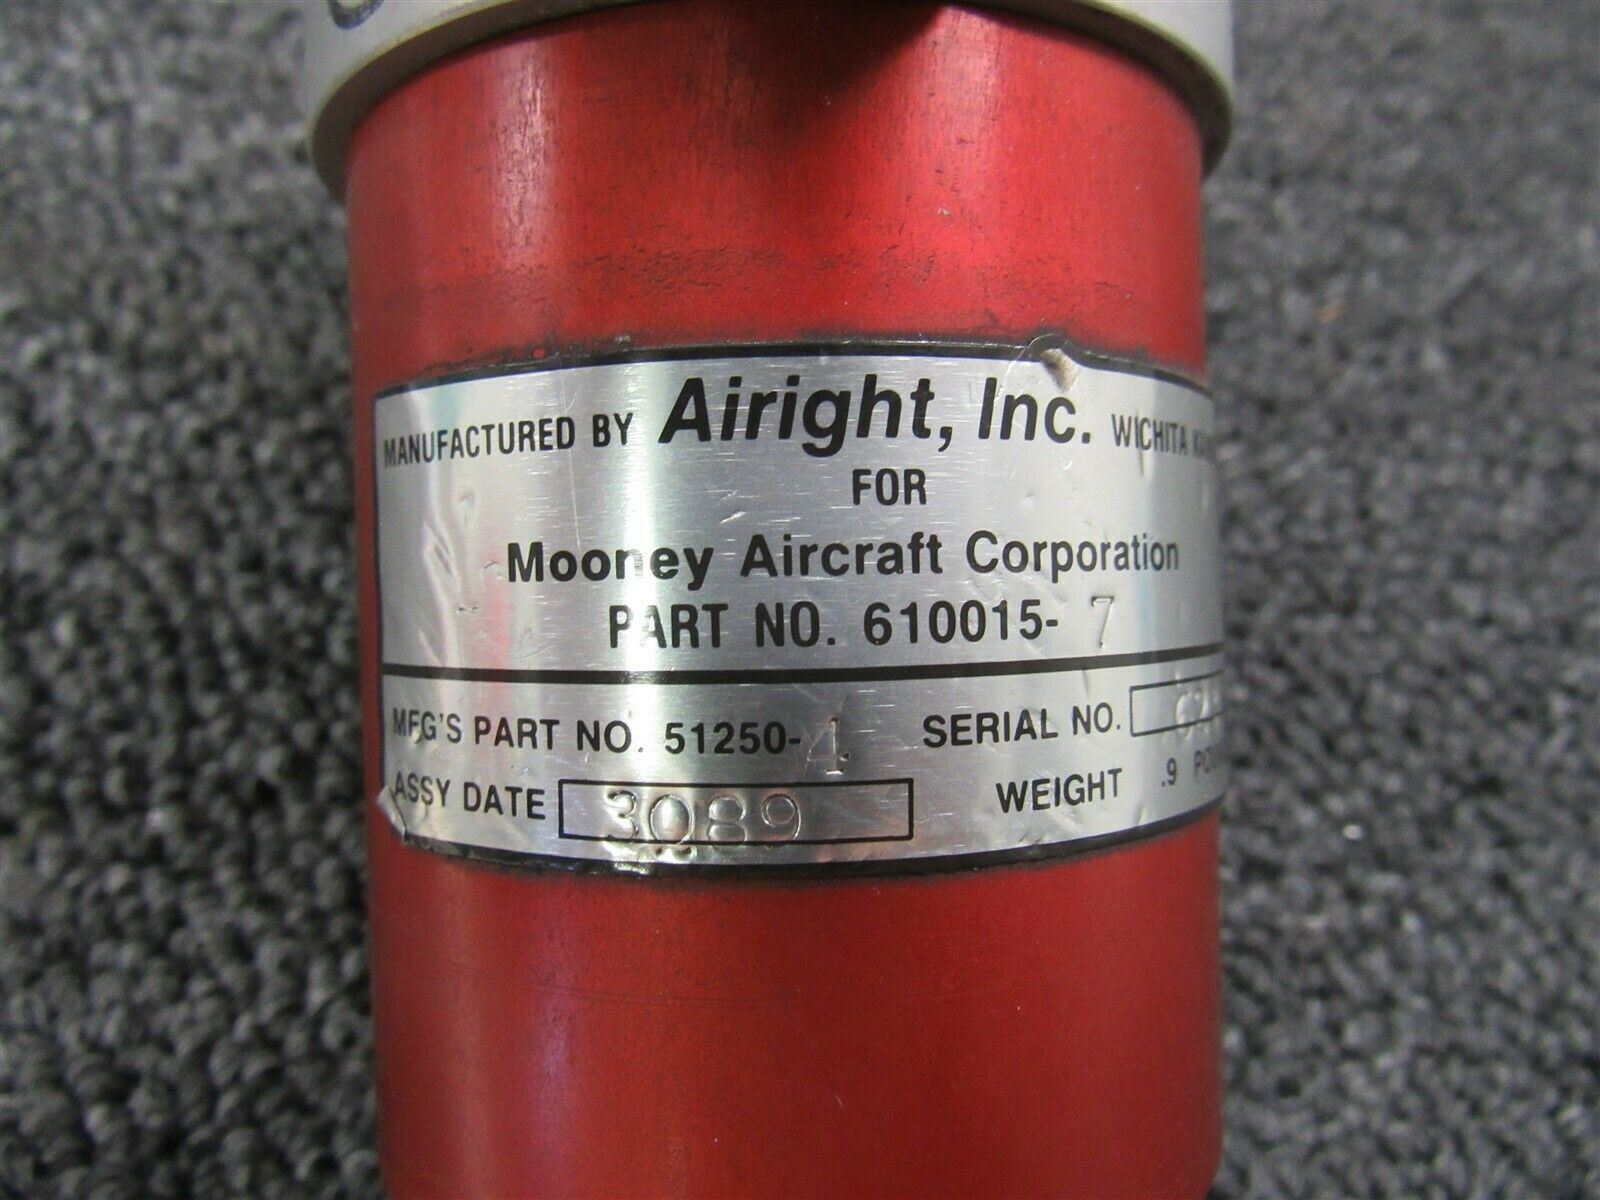 MANUFACTURED BY Airight, Inc. WICHITA
FOR
Mooney Aircraft Corporation
PART NO. 610015- 7
MFG'S PART NO. 51250-4 SERIAL NO.
ASSY DATE 3089 WEIGHT .9